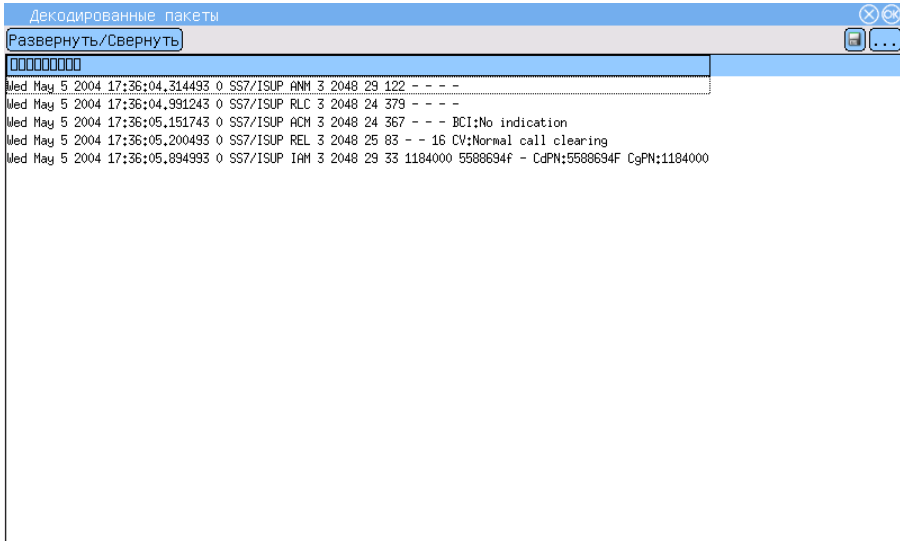 Декодированные пакеты
OK
Развернуть/Свернуть
...
Wed May 5 2004 17:36:04.314493 0 SS7/ISUP ANM 3 2048 29 122 - - - -
Wed May 5 2004 17:36:04.991243 0 SS7/ISUP RLC 3 2048 24 379 - - - -
Wed May 5 2004 17:36:05.151743 0 SS7/ISUP ACM 3 2048 24 367 - - - BCI:No indication
Wed May 5 2004 17:36:05.200493 0 SS7/ISUP REL 3 2048 25 83 - - 16 CV:Normal call clearing
Wed May 5 2004 17:36:05.894993 0 SS7/ISUP IAM 3 2048 29 33 1184000 5588694f - CdPN:5588694F CgPN:1184000